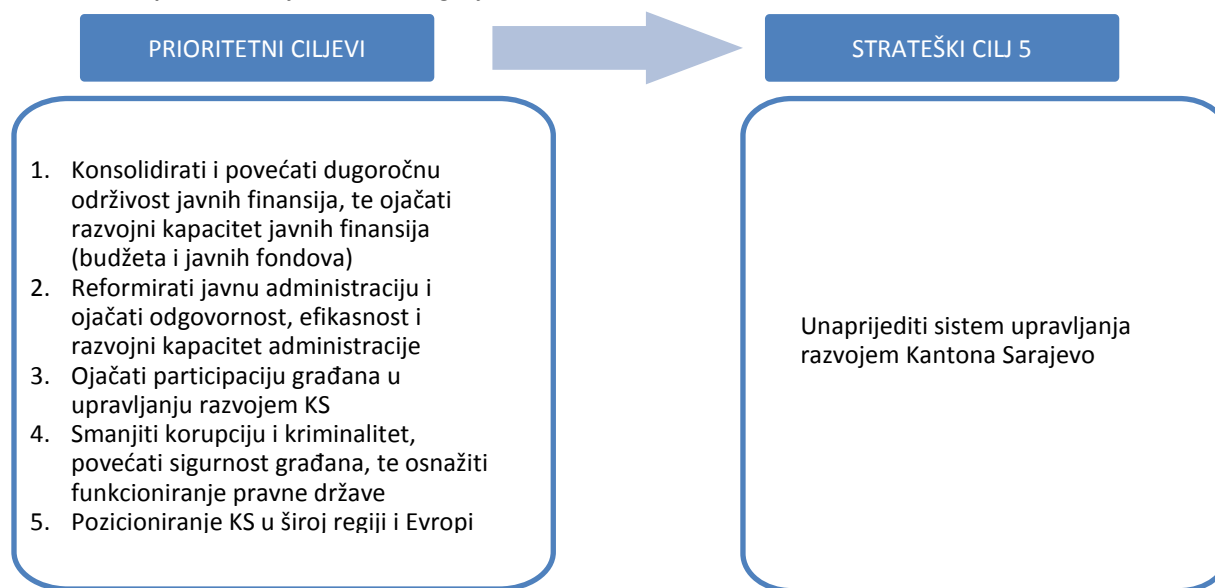 PRIORITETNI CILJEVI
STRATEŠKI CILJ 5
1. Konsolidirati i povećati dugoročnu
održivost javnih finansija, te ojačati
razvojni kapacitet javnih finansija
(budžeta i javnih fondova)
2. Reformirati javnu administraciju i
ojačati odgovornost, efikasnost i
razvojni kapacitet administracije
3. Ojačati participaciju građana u
upravljanju razvojem KS
4. Smanjiti korupciju i kriminalitet,
povećati sigurnost građana, te osnažiti
funkcioniranje pravne države
5. Pozicioniranje KS u široj regiji i Evropi
Unaprijediti sistem upravljanja
razvojem Kantona Sarajevo